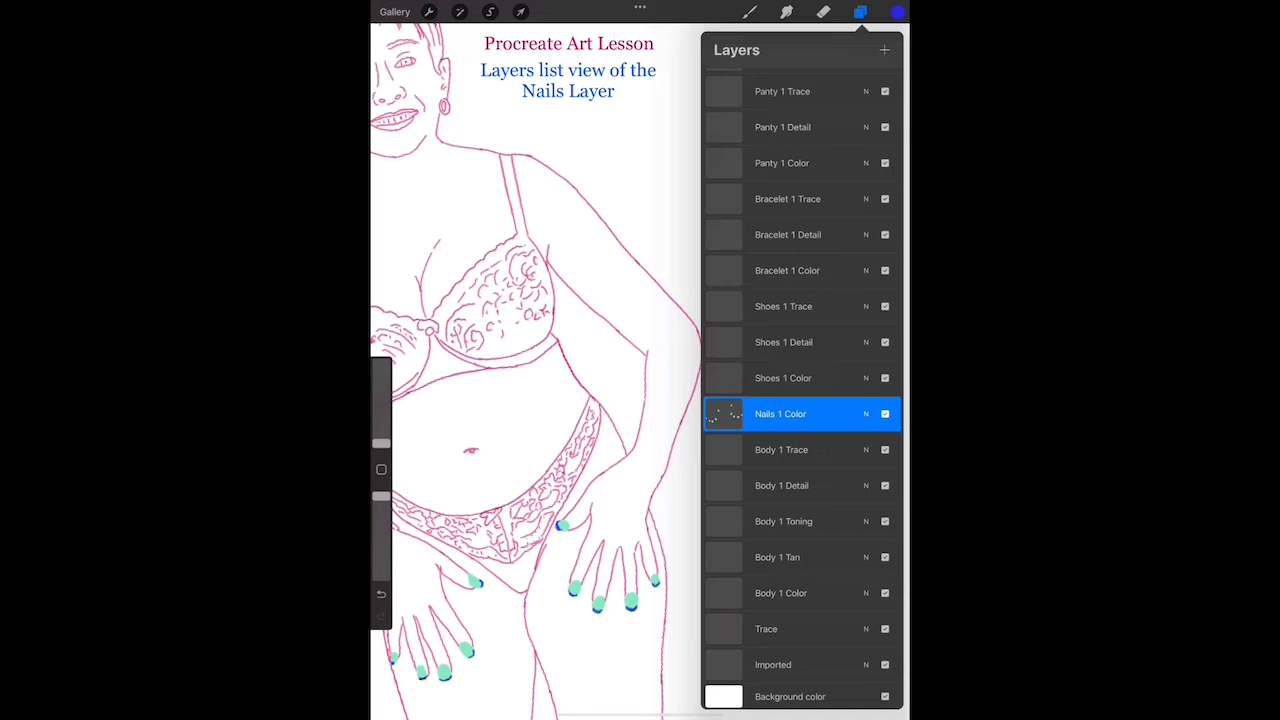 Gallery
Procreate Art Lesson
Layers list view of the
Nails Layer
Layers
Panty 1 Trace N
Panty 1 Detail N
Panty 1 Color N
Bracelet 1 Trace N
Bracelet 1 Detail N
Bracelet 1 Color N
Shoes 1 Trace N
Shoes 1 Detail N
Shoes 1 Color N
Nails 1 Color N
Body 1 Trace N
Body 1 Detail N
Body 1 Toning N
Body 1 Tan N
Body 1 Color N
Trace N
Imported N
Background color